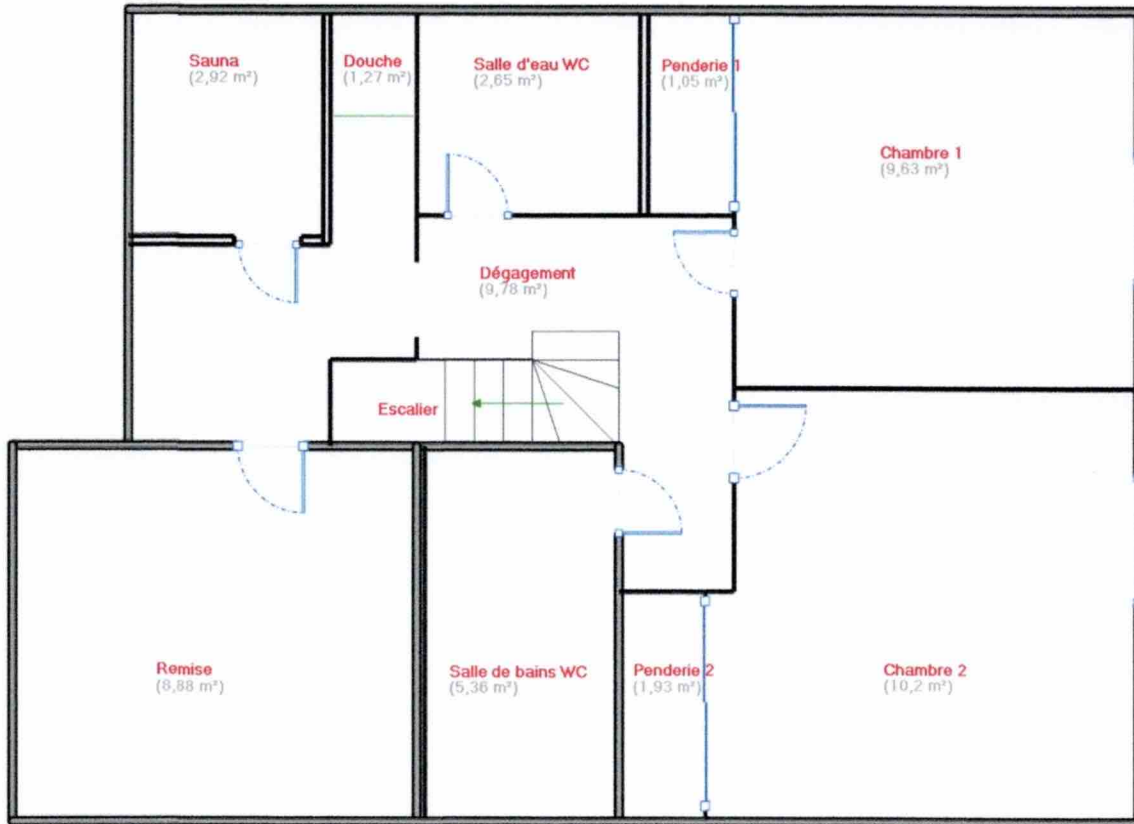 Sauna
(2,92 m²)
Douche
(1,27 m²)
Salle d'eau WC
(2,65 m²)
Penderie 1
(1,05 m²)
Chambre 1
(9,63 m²)
Dégagement
(9,78 m²)
Escalier
Remise
(8,88 m²)
Salle de bains WC
(5,36 m²)
Penderie 2
(1,93 m²)
Chambre 2
(10,2 m²)